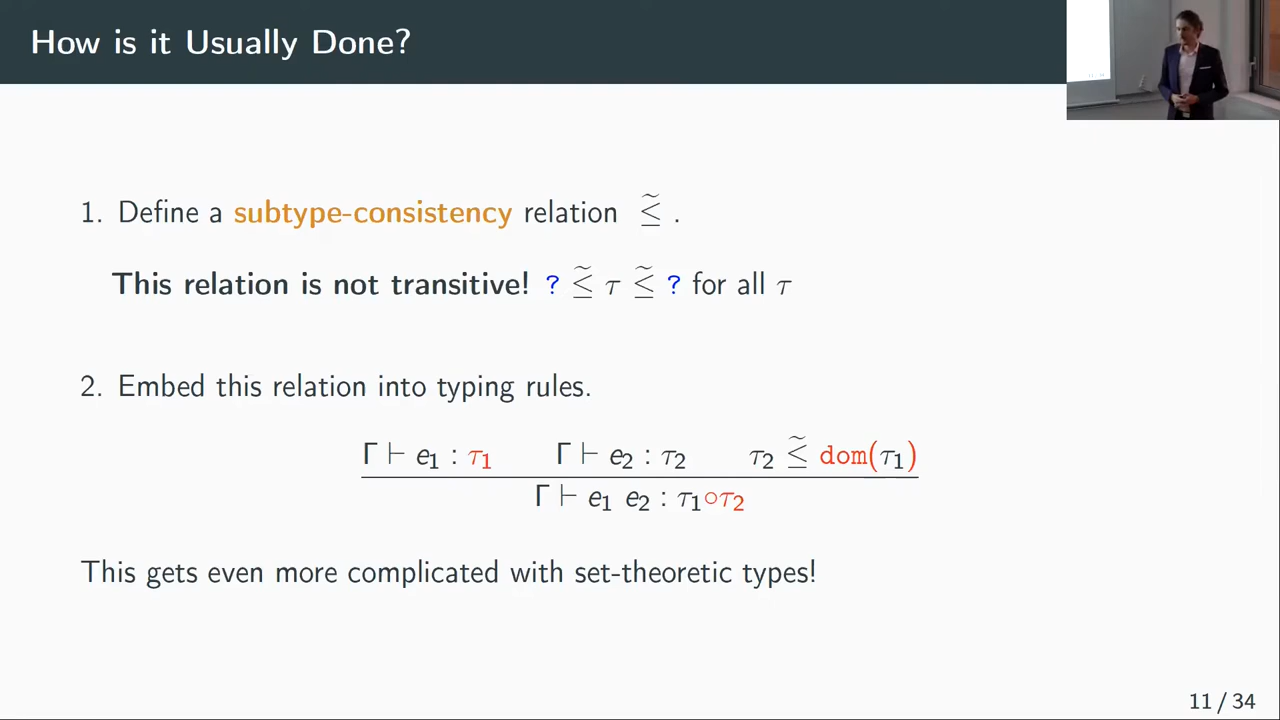 How is it Usually Done?
1. Define a subtype-consistency relation ≤̃ .
This relation is not transitive! ? ≤̃ τ ≤̃ ? for all τ
2. Embed this relation into typing rules.
Γ ⊢ e₁ : τ₁ Γ ⊢ e₂ : τ₂ τ₂ ≤̃ dom(τ₁)
Γ ⊢ e₁ e₂ : τ₁∘τ₂
This gets even more complicated with set-theoretic types!
11 / 34